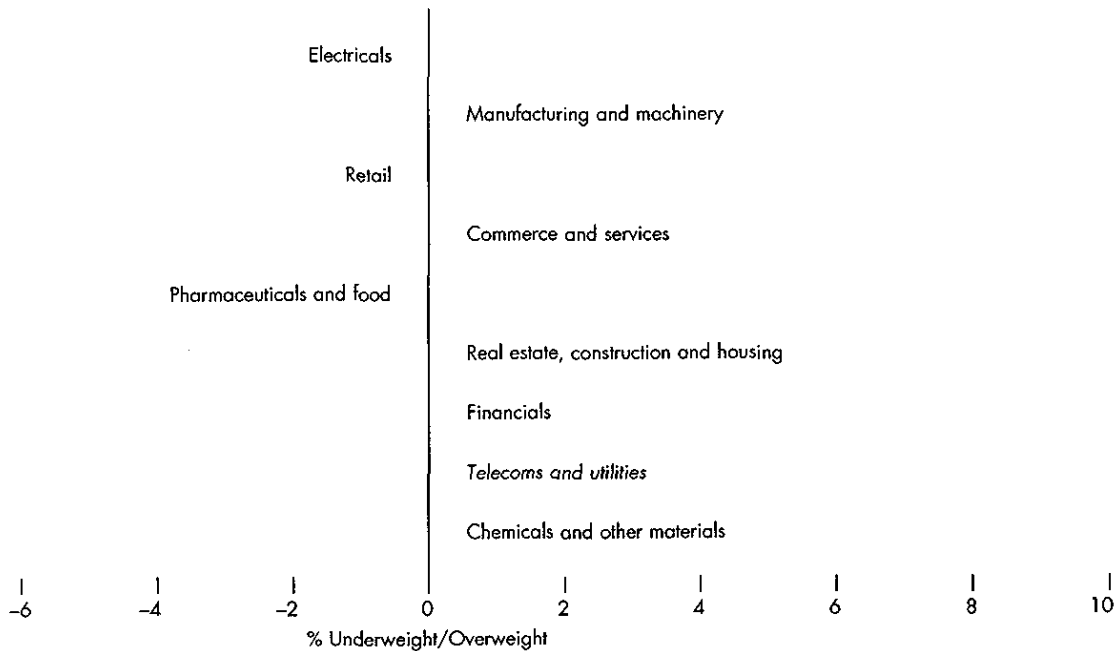 Electricals
Manufacturing and machinery
Retail
Commerce and services
Pharmaceuticals and food
Real estate, construction and housing
Financials
Telecoms and utilities
Chemicals and other materials
–6 –4 –2 0 2 4 6 8 10
% Underweight/Overweight